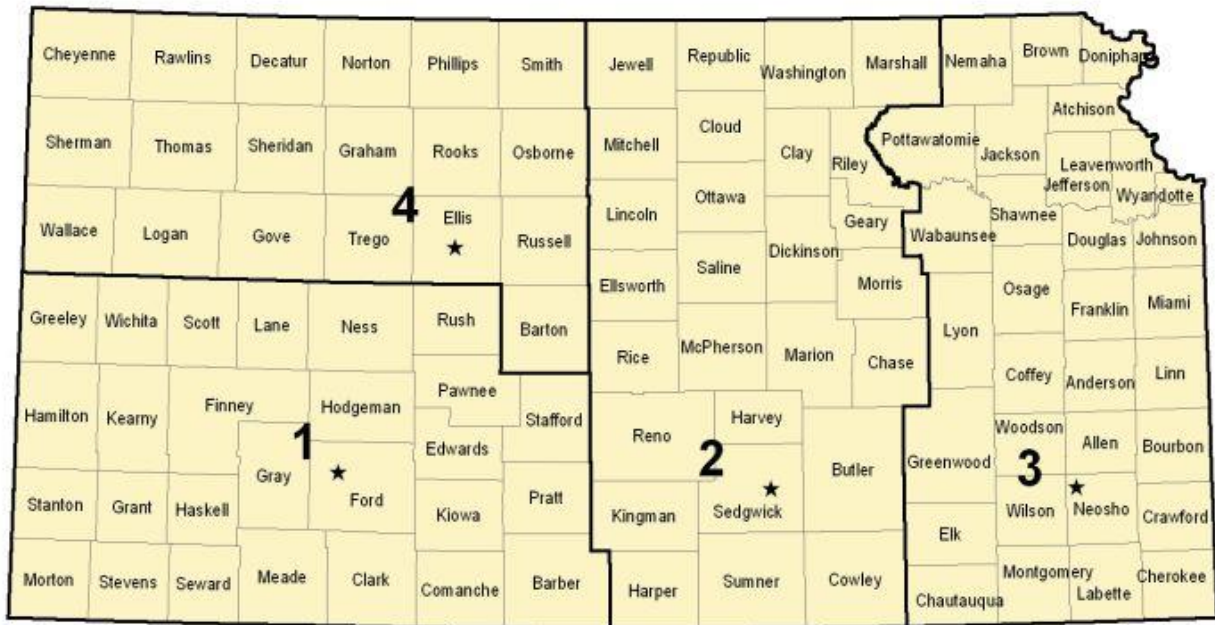 Cheyenne
Rawlins
Decatur
Norton
Phillips
Smith
Jewell
Republic
Washington
Marshall
Nemaha
Brown
Doniphan
Sherman
Thomas
Sheridan
Graham
Rooks
Osborne
Mitchell
Cloud
Clay
Riley
Pottawatomie
Jackson
Atchison
Leavenworth
Jefferson
Wyandotte
Wallace
Logan
Gove
Trego
4
Ellis
Russell
Lincoln
Ottawa
Geary
Dickinson
Wabaunsee
Shawnee
Douglas
Johnson
Ellsworth
Saline
Morris
Osage
Franklin
Miami
Greeley
Wichita
Scott
Lane
Ness
Rush
Barton
Rice
McPherson
Marion
Chase
Lyon
Coffey
Anderson
Linn
Hamilton
Kearny
Finney
Hodgeman
Pawnee
Stafford
Reno
Harvey
Butler
Greenwood
Woodson
Allen
Bourbon
1
Gray
Ford
Edwards
2
3
Stanton
Grant
Haskell
Kiowa
Pratt
Kingman
Sedgwick
Elk
Wilson
Neosho
Crawford
Morton
Stevens
Seward
Meade
Clark
Comanche
Barber
Harper
Sumner
Cowley
Chautauqua
Montgomery
Labette
Cherokee